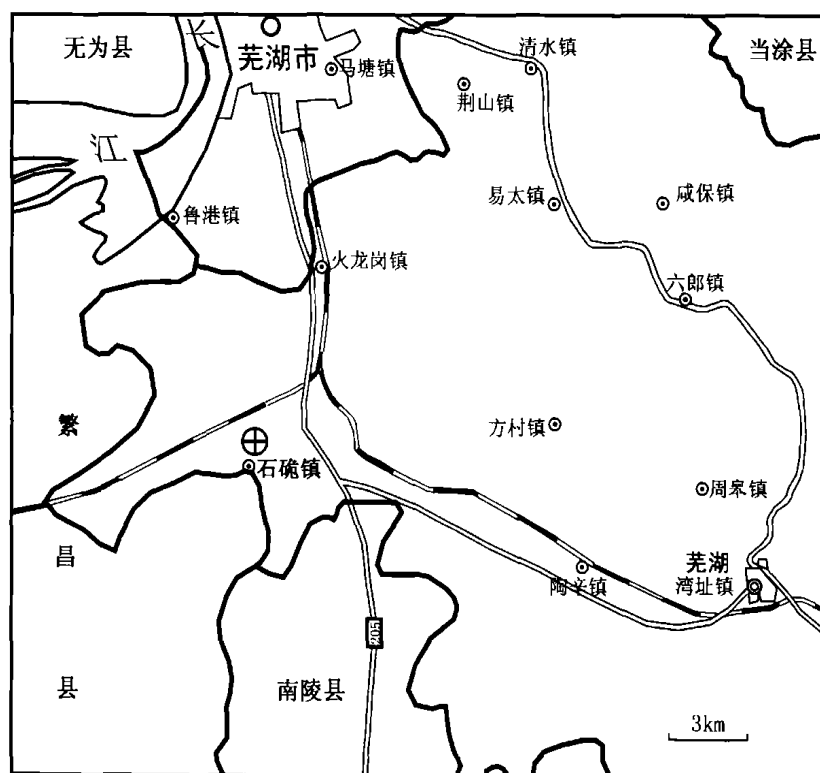 无为县
长
芜湖市
马塘镇
清水镇
荆山镇
当涂县
江
鲁港镇
易太镇
咸保镇
火龙岗镇
六郎镇
繁
方村镇
石硊镇
周皋镇
昌
芜湖
湾址镇
陶辛镇
205
县
南陵县
3km